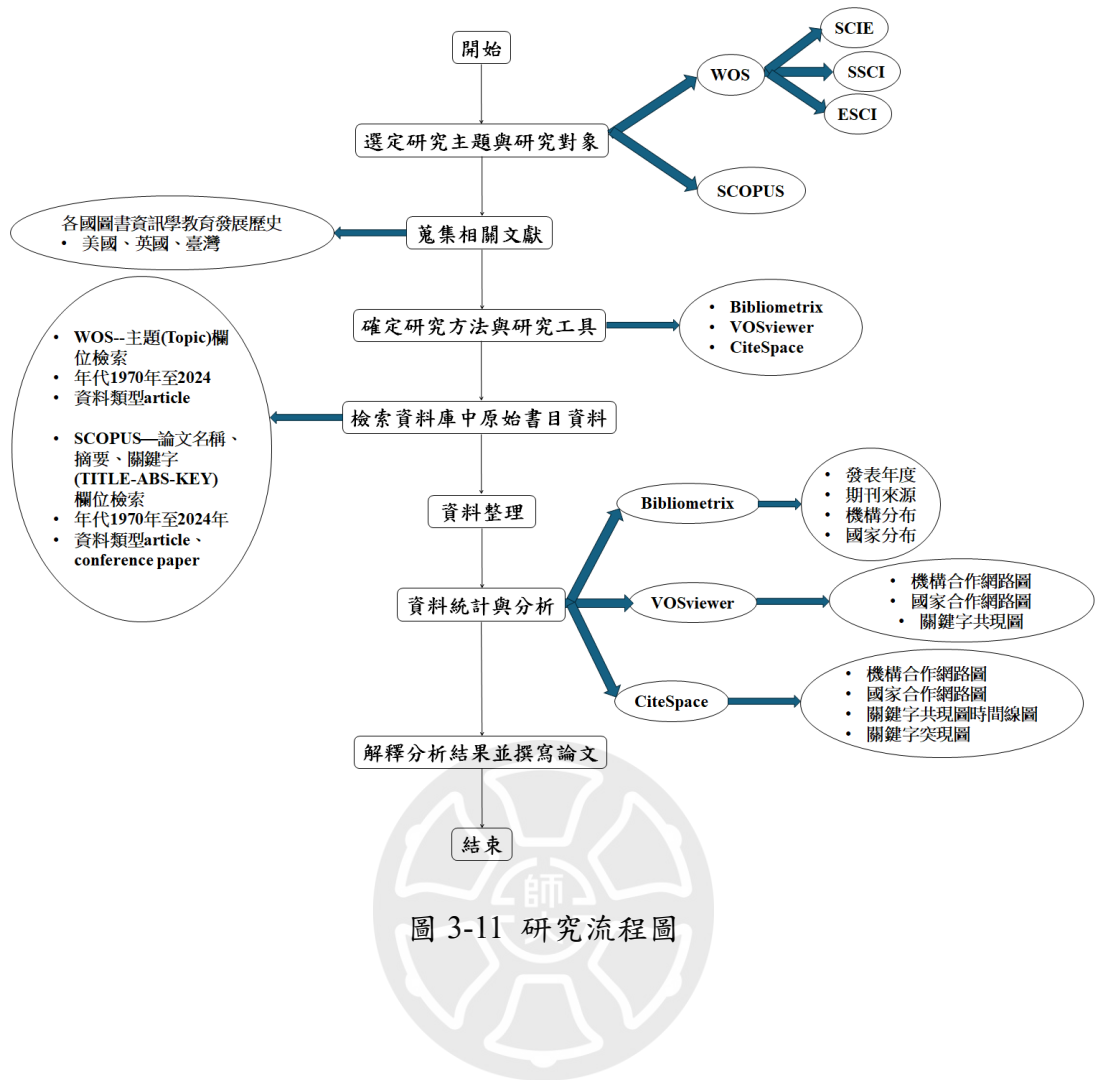 開始
選定研究主題與研究對象
WOS
SCIE
SSCI
ESCI
SCOPUS
蒐集相關文獻
各國圖書資訊學教育發展歷史
• 美國、英國、臺灣
確定研究方法與研究工具
• Bibliometrix
• VOSviewer
• CiteSpace
檢索資料庫中原始書目資料
• WOS--主題(Topic)欄
位檢索
• 年代1970年至2024
• 資料類型article
• SCOPUS—論文名稱、
摘要、關鍵字
(TITLE-ABS-KEY)
欄位檢索
• 年代1970年至2024年
• 資料類型article、
conference paper
資料整理
資料統計與分析
Bibliometrix
• 發表年度
• 期刊來源
• 機構分布
• 國家分布
VOSviewer
• 機構合作網路圖
• 國家合作網路圖
• 關鍵字共現圖
CiteSpace
• 機構合作網路圖
• 國家合作網路圖
• 關鍵字共現圖時間線圖
• 關鍵字突現圖
解釋分析結果並撰寫論文
結束
師大
圖 3-11 研究流程圖